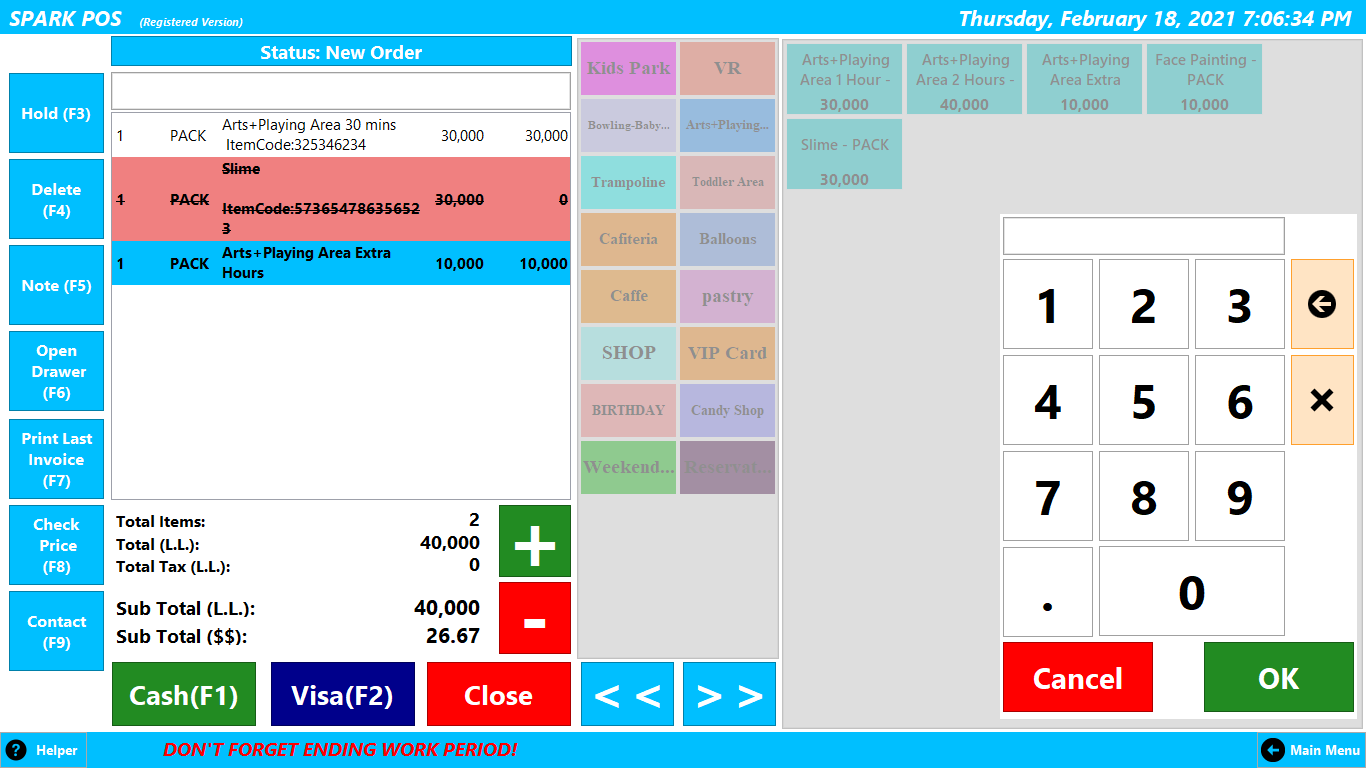 SPARK POS (Registered Version)
Thursday, February 18, 2021 7:06:34 PM
Status: New Order
Hold (F3)
Delete
(F4)
Note (F5)
Open
Drawer
(F6)
Print Last
Invoice
(F7)
Check
Price
(F8)
Contact
(F9)
1 PACK Arts+Playing Area 30 mins 30,000 30,000
ItemCode:325346234
Slime
1 PACK 30,000 0
ItemCode:57365478635652
3
Arts+Playing Area Extra
1 PACK 10,000 10,000
Hours
Total Items: 2
Total (L.L.): 40,000
Total Tax (L.L.): 0
Sub Total (L.L.): 40,000
Sub Total ($$): 26.67
+
-
Cash(F1)
Visa(F2)
Close
Kids Park
VR
Bowling-Baby...
Arts+Playing...
Trampoline
Toddler Area
Cafiteria
Balloons
Caffe
pastry
SHOP
VIP Card
BIRTHDAY
Candy Shop
Weekend...
Reservat...
< <
> >
Arts+Playing
Area 1 Hour -
30,000
Arts+Playing
Area 2 Hours -
40,000
Arts+Playing
Area Extra
10,000
Face Painting -
PACK
10,000
Slime - PACK
30,000
1 2 3
4 5 6 ×
7 8 9
. 0
Cancel
OK
? Helper
DON'T FORGET ENDING WORK PERIOD!
Main Menu